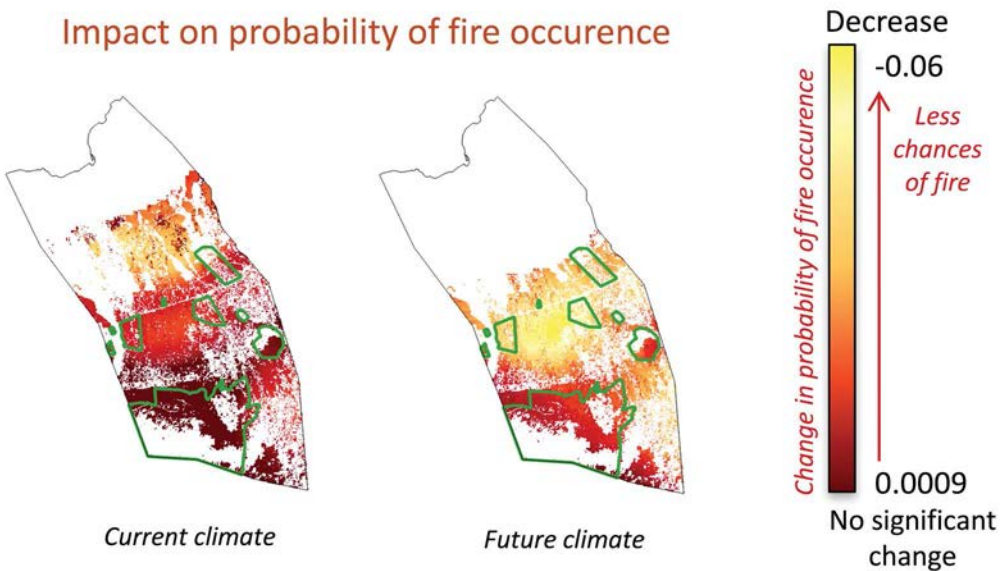 Impact on probability of fire occurence
Decrease
-0.06
Change in probability of fire occurence
Less
chances
of fire
0.0009
No significant
change
Current climate
Future climate